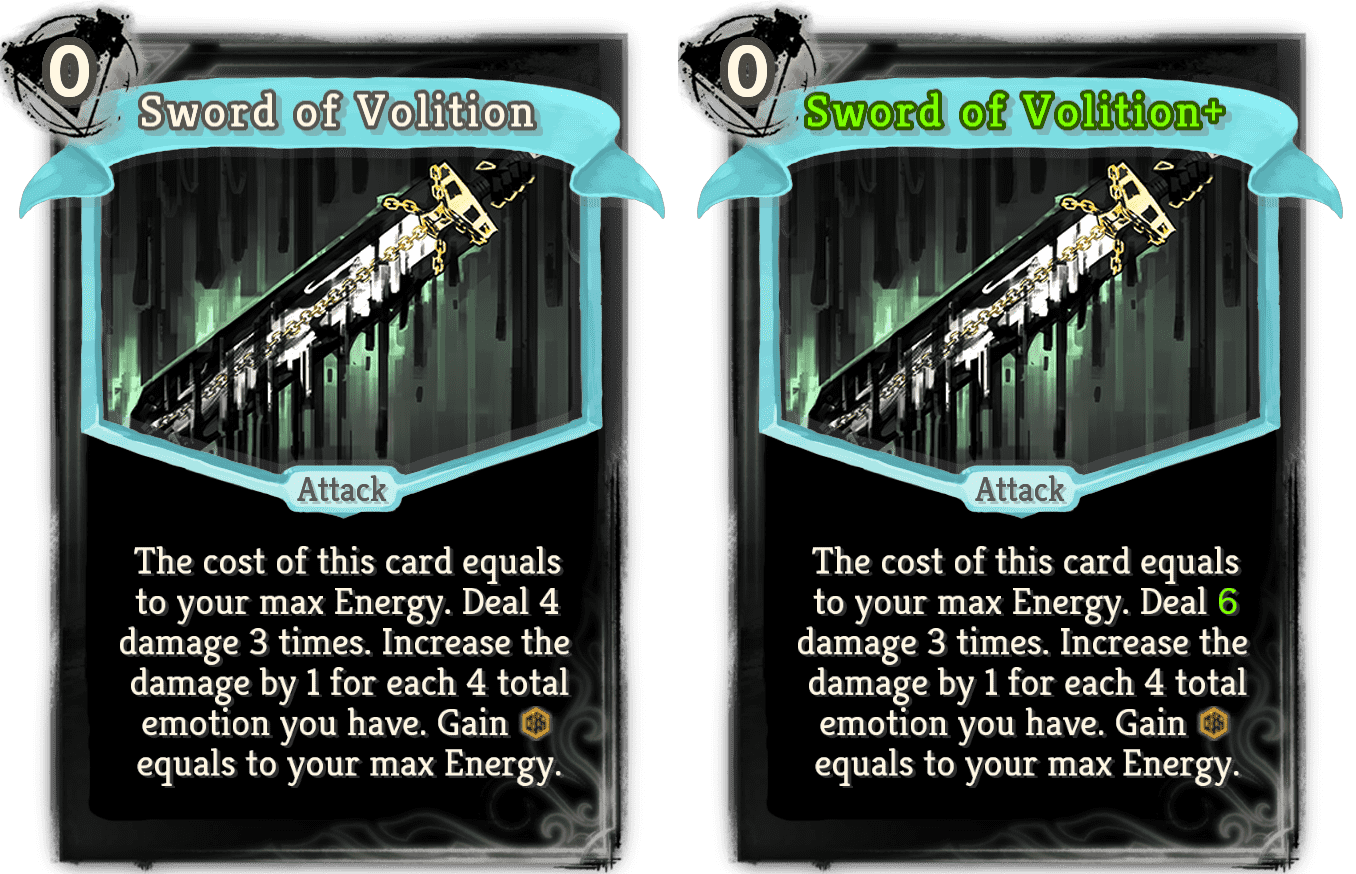 0
Sword of Volition
Attack
The cost of this card equals
to your max Energy. Deal 4
damage 3 times. Increase the
damage by 1 for each 4 total
emotion you have. Gain
equals to your max Energy.
0
Sword of Volition+
Attack
The cost of this card equals
to your max Energy. Deal 6
damage 3 times. Increase the
damage by 1 for each 4 total
emotion you have. Gain
equals to your max Energy.